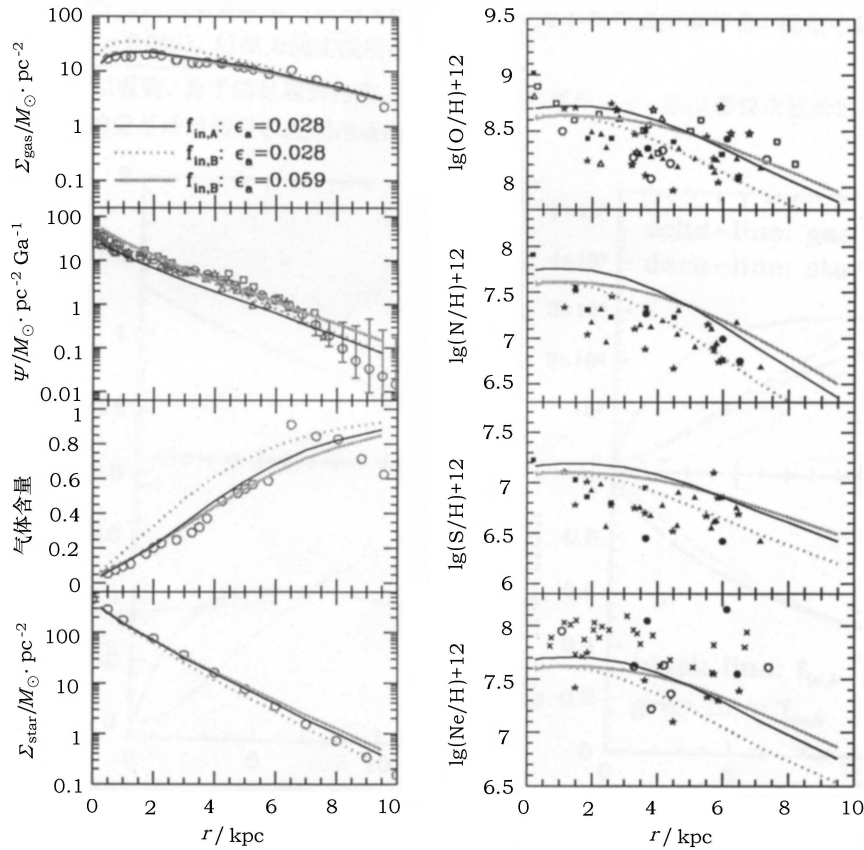 Σgas/M⊙·pc-2
100
10
1
0.1
fin,A: εa=0.028
fin,B: εa=0.028
fin,B: εa=0.059
Ψ/M⊙·pc-2 Ga-1
100
10
1
0.1
0.01
气体含量
1
0.8
0.6
0.4
0.2
0
Σstar/M⊙·pc-2
100
10
1
0.1
0 2 4 6 8 10
r / kpc
lg(O/H)+12
9.5
9
8.5
8
lg(N/H)+12
8
7.5
7
6.5
lg(S/H)+12
7.5
7
6.5
6
lg(Ne/H)+12
8
7.5
7
6.5
0 2 4 6 8 10
r / kpc